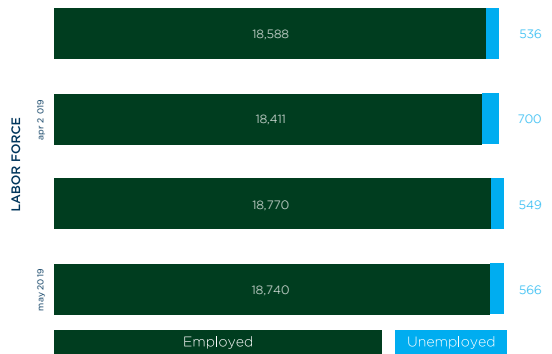 18,588 536
LABOR FORCE
apr 2 019
18,411 700
18,770 549
may 2019
18,740 566
Employed Unemployed